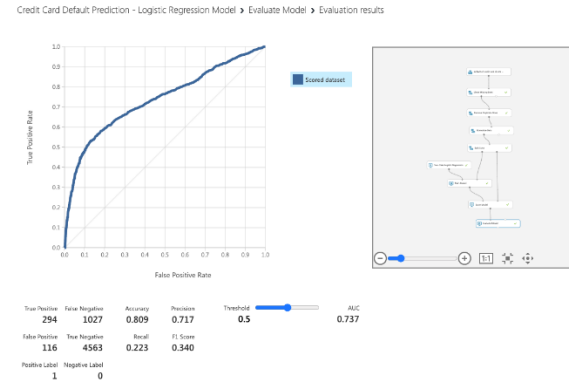 Credit Card Default Prediction - Logistic Regression Model > Evaluate Model > Evaluation results
1.0
0.9
0.8
0.7
0.6
0.5
0.4
0.3
0.2
0.1
0.0
True Positive Rate
0.0 0.1 0.2 0.3 0.4 0.5 0.6 0.7 0.8 0.9 1.0
False Positive Rate
Scored dataset
1:1
True Positive False Negative Accuracy Precision Threshold AUC
294 1027 0.809 0.717 0.5 0.737
False Positive True Negative Recall F1 Score
116 4563 0.223 0.340
Positive Label Negative Label
1 0